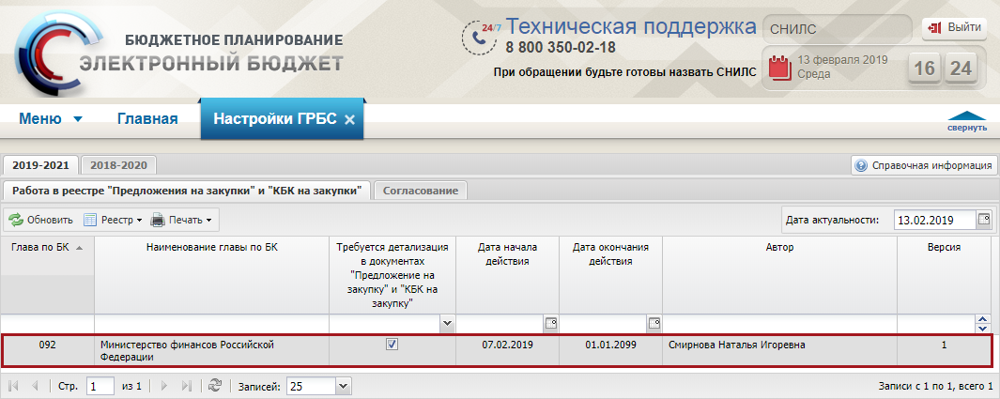 БЮДЖЕТНОЕ ПЛАНИРОВАНИЕ
ЭЛЕКТРОННЫЙ БЮДЖЕТ
24/7 Техническая поддержка
8 800 350-02-18
При обращении будьте готовы назвать СНИЛС
СНИЛС
Выйти
13 февраля 2019
Среда
16 24
Меню Главная Настройки ГРБС
свернуть
2019-2021 2018-2020
Справочная информация
Работа в реестре "Предложения на закупки" и "КБК на закупки" Согласование
Обновить Реестр Печать
Дата актуальности: 13.02.2019
Глава по БК
Наименование главы по БК
Требуется детализация
в документах
"Предложение на
закупку" и "КБК на
закупку"
Дата начала
действия
Дата окончания
действия
Автор
Версия
092
Министерство финансов Российской
Федерации
07.02.2019
01.01.2099
Смирнова Наталья Игоревна
1
Стр. 1 из 1
Записей: 25
Записи с 1 по 1, всего 1